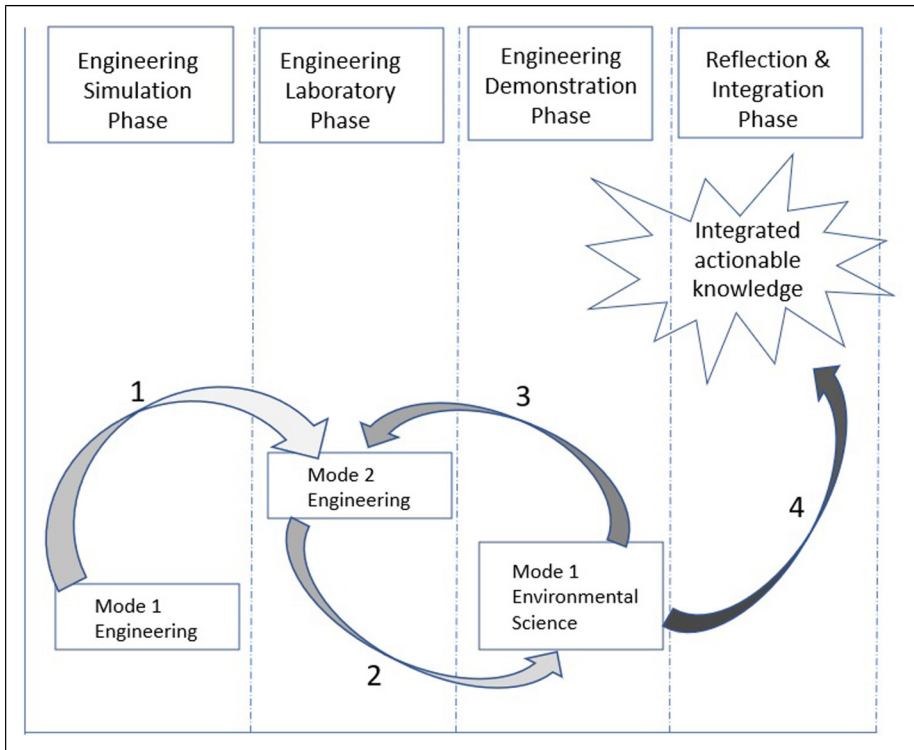 Engineering
Simulation
Phase
Engineering
Laboratory
Phase
Engineering
Demonstration
Phase
Reflection &
Integration
Phase
Integrated
actionable
knowledge
1
3
Mode 2
Engineering
4
Mode 1
Environmental
Science
Mode 1
Engineering
2